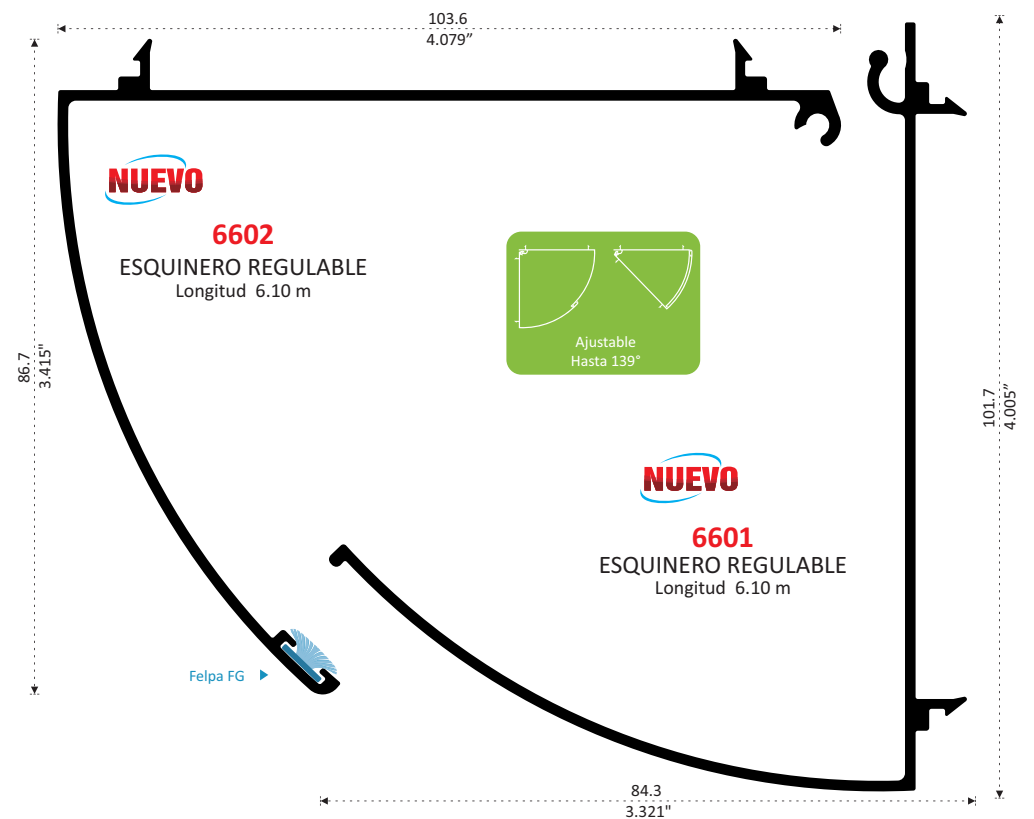 103.6
4.079”
NUEVO
6602
ESQUINERO REGULABLE
Longitud 6.10 m
86.7
3.415"
Ajustable
Hasta 139°
101.7
4.005”
NUEVO
6601
ESQUINERO REGULABLE
Longitud 6.10 m
Felpa FG
84.3
3.321"